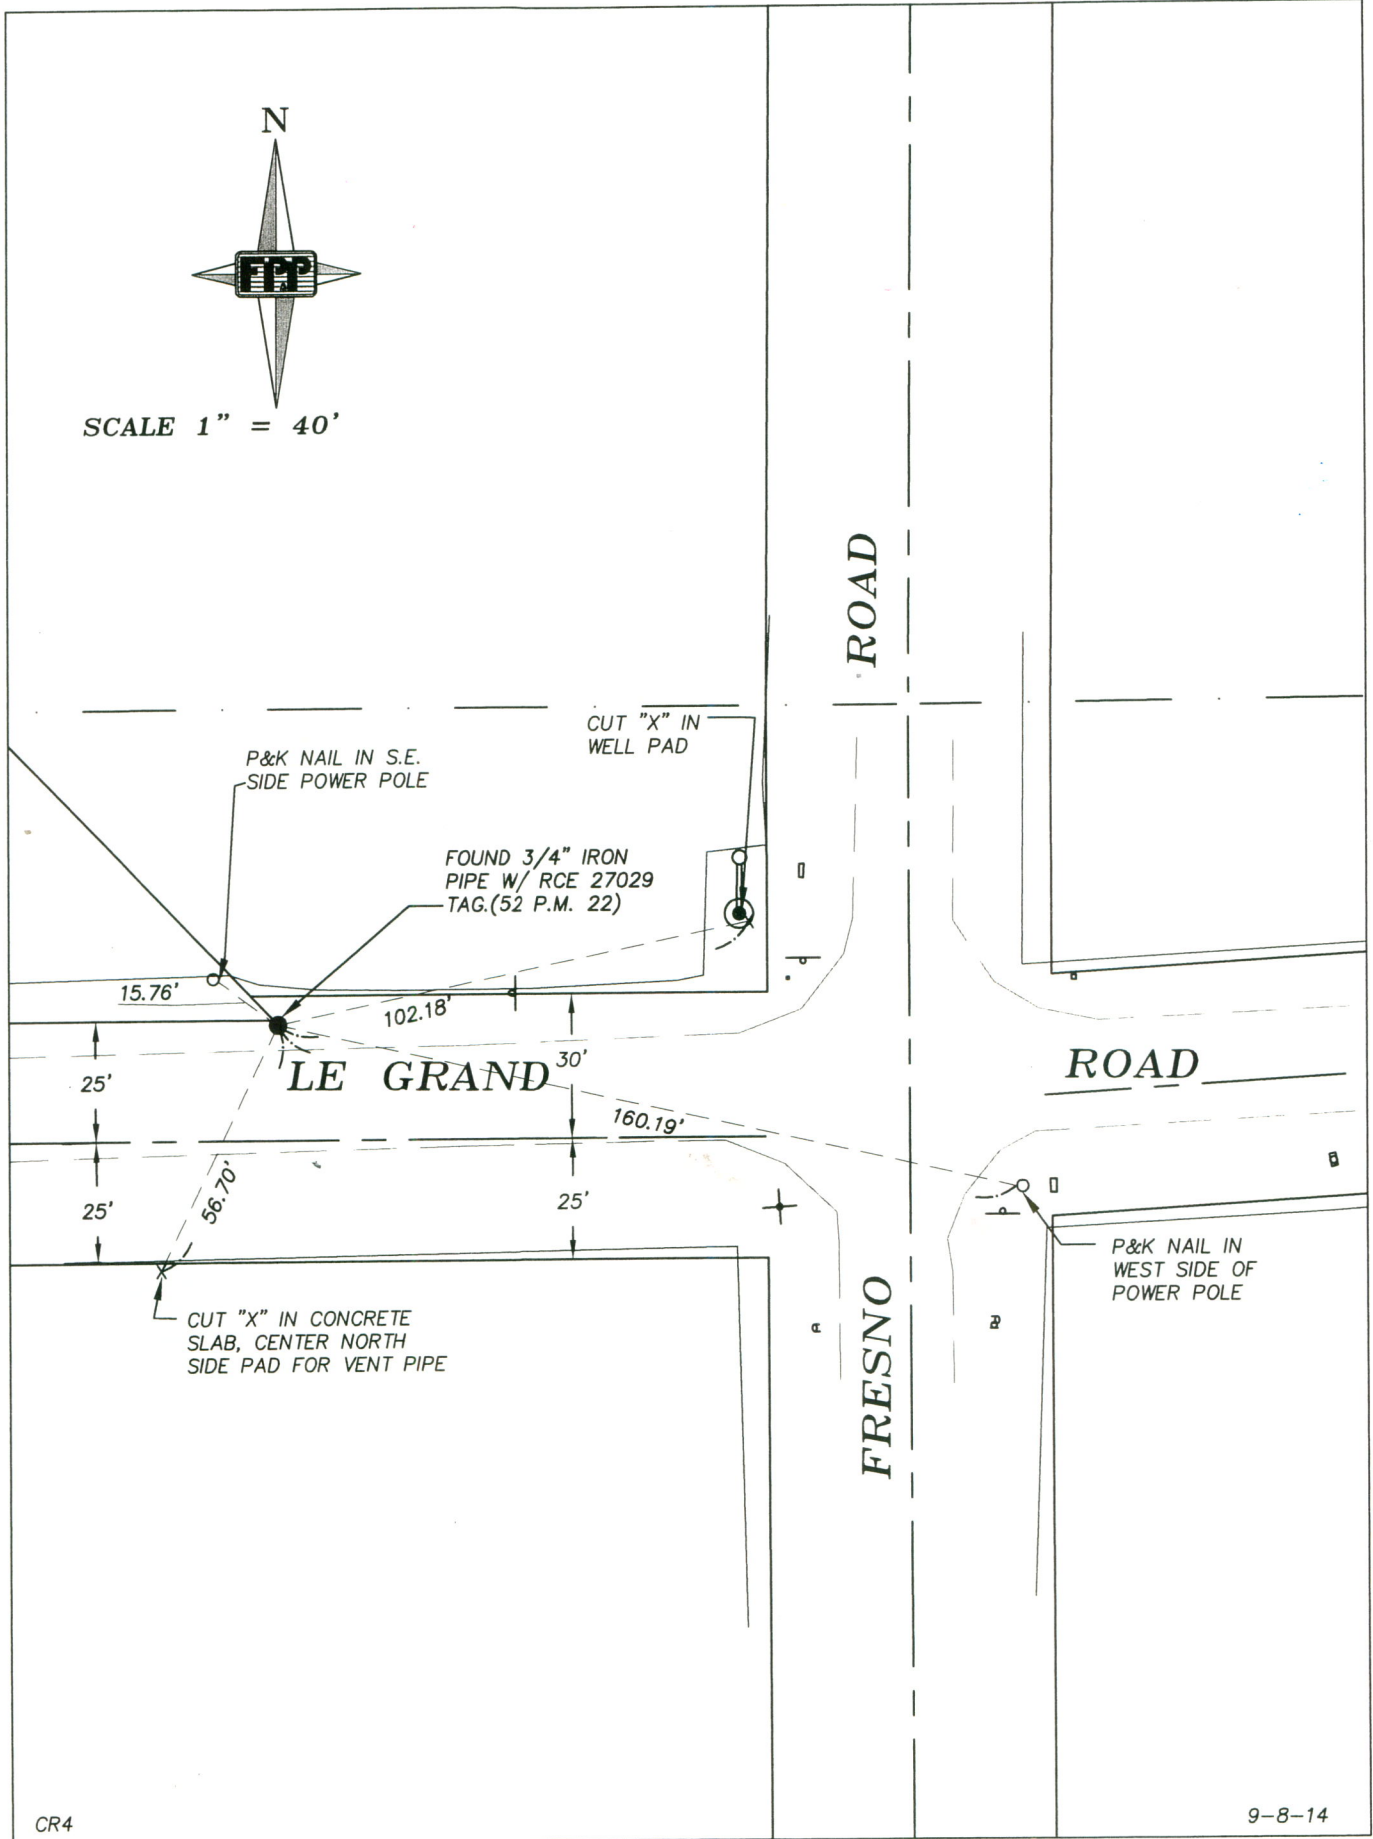 N
FPP
SCALE 1" = 40'
ROAD
CUT "X" IN
WELL PAD
P&K NAIL IN S.E.
SIDE POWER POLE
FOUND 3/4" IRON
PIPE W/ RCE 27029
TAG.(52 P.M. 22)
15.76'
102.18'
25'
LE GRAND
30'
ROAD
160.19'
56.70'
25'
25'
P&K NAIL IN
WEST SIDE OF
POWER POLE
CUT "X" IN CONCRETE
SLAB, CENTER NORTH
SIDE PAD FOR VENT PIPE
FRESNO
CR4
9-8-14